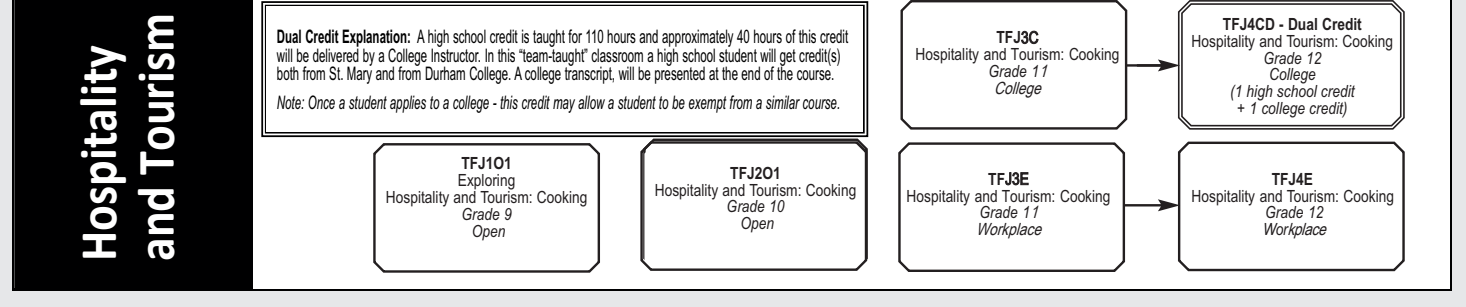 Hospitality
and Tourism
Dual Credit Explanation: A high school credit is taught for 110 hours and approximately 40 hours of this credit
will be delivered by a College Instructor. In this “team-taught” classroom a high school student will get credit(s)
both from St. Mary and from Durham College. A college transcript, will be presented at the end of the course.
Note: Once a student applies to a college - this credit may allow a student to be exempt from a similar course.
TFJ3C
Hospitality and Tourism: Cooking
Grade 11
College
TFJ4CD - Dual Credit
Hospitality and Tourism: Cooking
Grade 12
College
(1 high school credit
+ 1 college credit)
TFJ1O1
Exploring
Hospitality and Tourism: Cooking
Grade 9
Open
TFJ2O1
Hospitality and Tourism: Cooking
Grade 10
Open
TFJ3E
Hospitality and Tourism: Cooking
Grade 11
Workplace
TFJ4E
Hospitality and Tourism: Cooking
Grade 12
Workplace